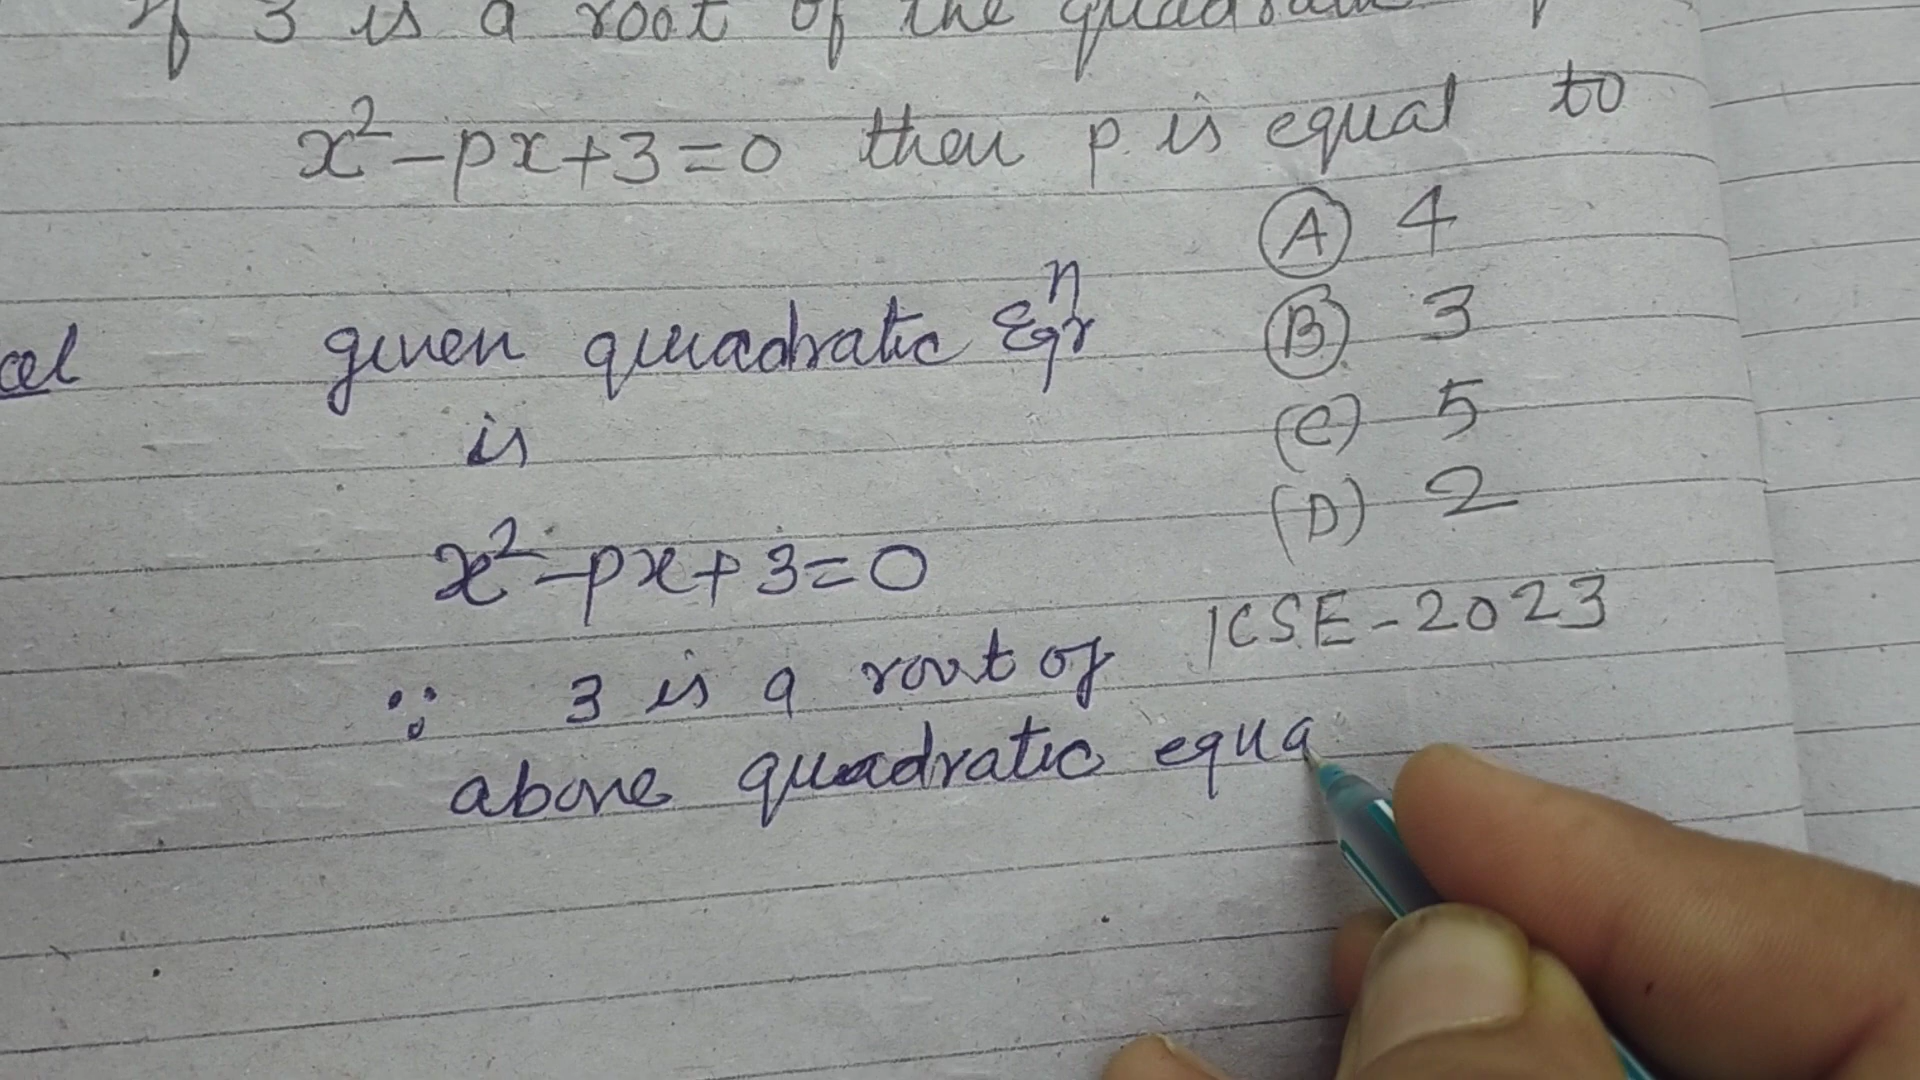 If 3 is a root of the quadratic
x² - px + 3 = 0 then p is equal to
(A) 4
(B) 3
(C) 5
(D) 2
ICSE - 2023
given quadratic Eqⁿ
is
x² - px + 3 = 0
∵ 3 is a root of
above quadratic equa